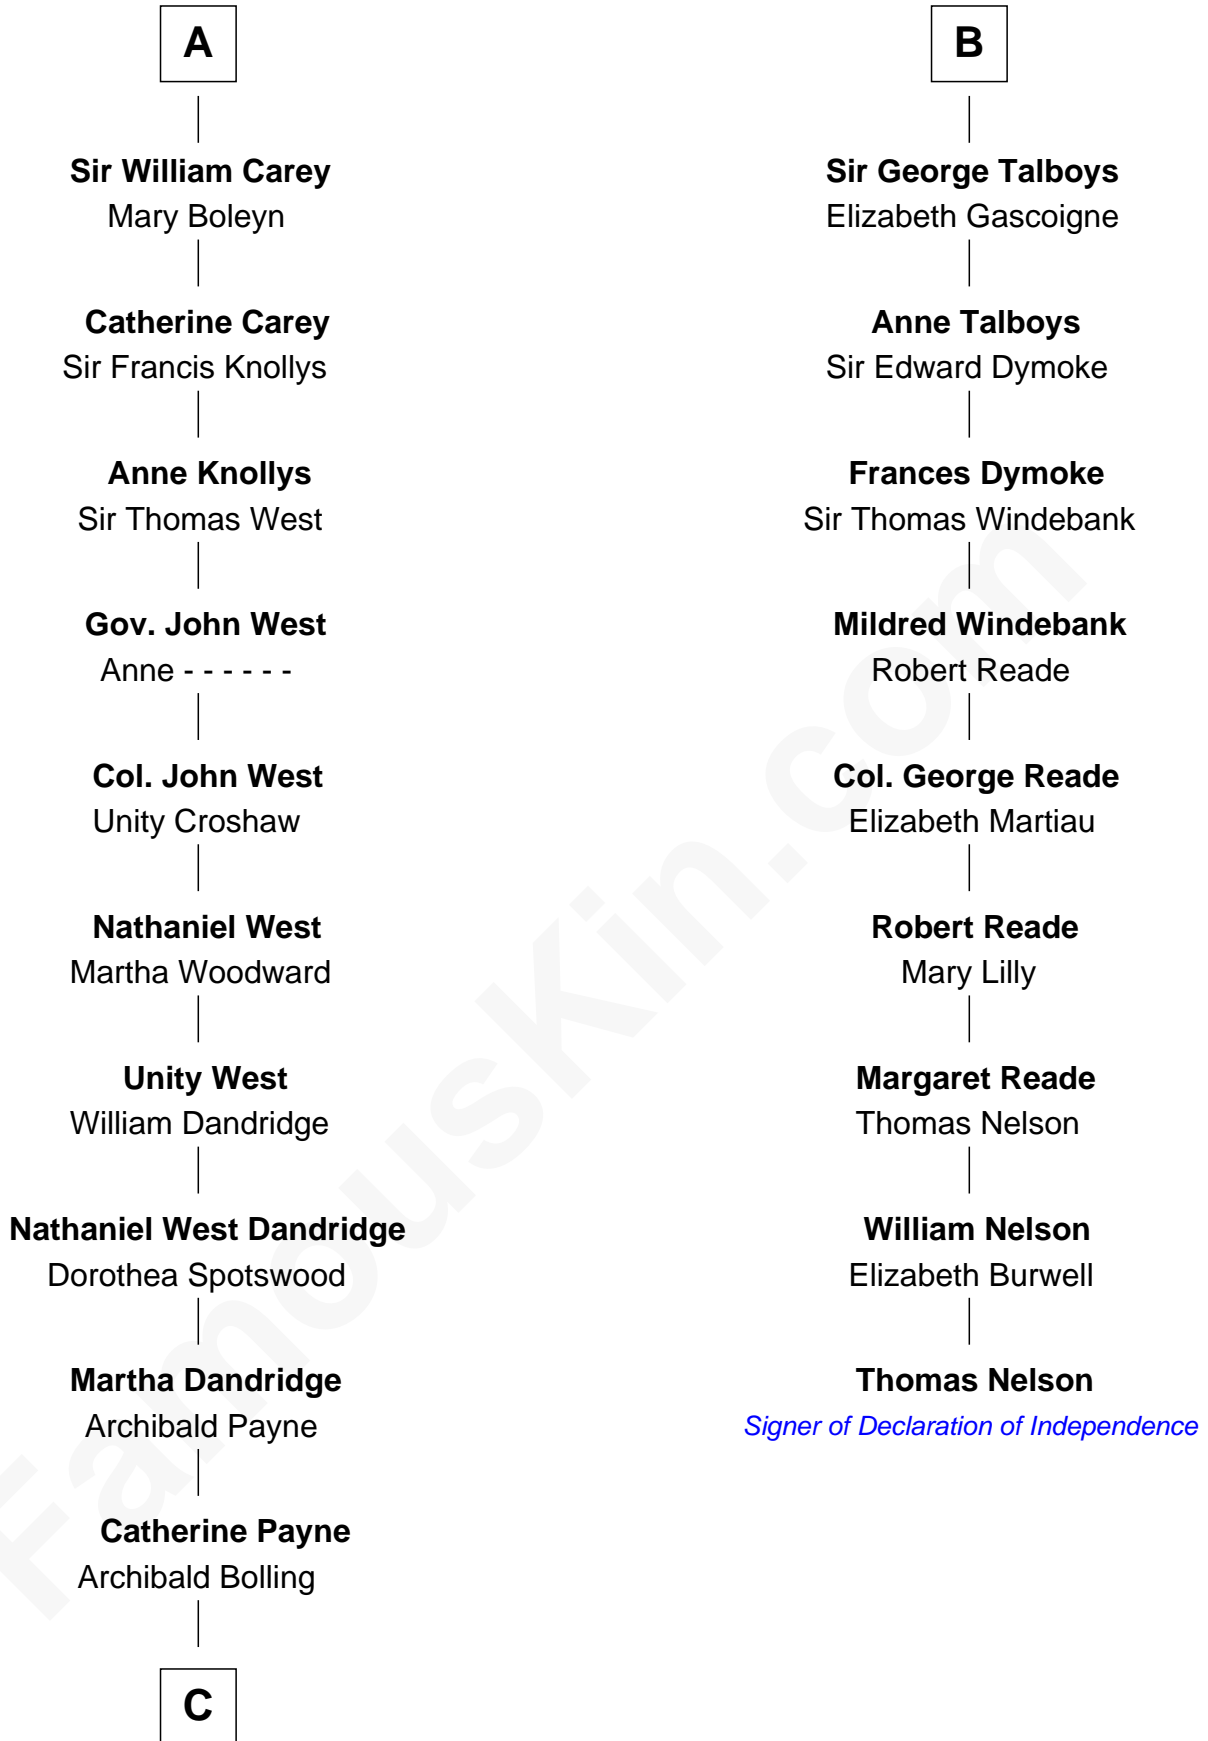 A
Sir William Carey
Mary Boleyn
Catherine Carey
Sir Francis Knollys
Anne Knollys
Sir Thomas West
Gov. John West
Anne - - - - - -
Col. John West
Unity Croshaw
Nathaniel West
Martha Woodward
Unity West
William Dandridge
Nathaniel West Dandridge
Dorothea Spotswood
Martha Dandridge
Archibald Payne
Catherine Payne
Archibald Bolling
C
B
Sir George Talboys
Elizabeth Gascoigne
Anne Talboys
Sir Edward Dymoke
Frances Dymoke
Sir Thomas Windebank
Mildred Windebank
Robert Reade
Col. George Reade
Elizabeth Martiau
Robert Reade
Mary Lilly
Margaret Reade
Thomas Nelson
William Nelson
Elizabeth Burwell
Thomas Nelson
Signer of Declaration of Independence
FamousKin.com